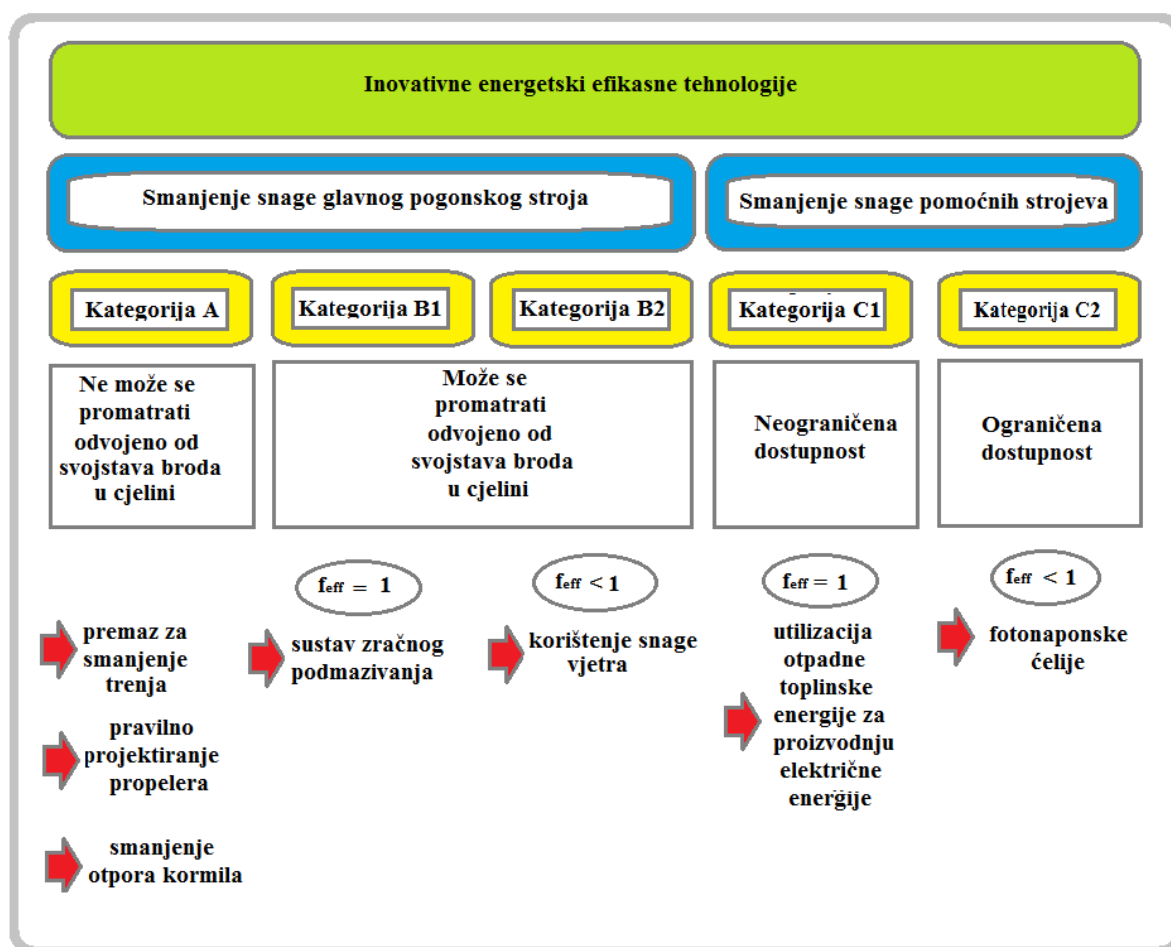 Inovativne energetski efikasne tehnologije
Smanjenje snage glavnog pogonskog stroja
Smanjenje snage pomoćnih strojeva
Kategorija A
Kategorija B1
Kategorija B2
Kategorija C1
Kategorija C2
Ne može se
promatrati
odvojeno od
svojstava broda
u cjelini
Može se
promatrati
odvojeno od
svojstava broda
u cjelini
Neograničena
dostupnost
Ograničena
dostupnost
feff = 1
feff < 1
feff = 1
feff < 1
premaz za
smanjenje
trenja
pravilno
projektiranje
propelera
smanjenje
otpora kormila
sustav zračnog
podmazivanja
korištenje snage
vjetra
utilizacija
otpadne
toplinske
energije za
proizvodnju
električne
energije
fotonaponske
ćelije